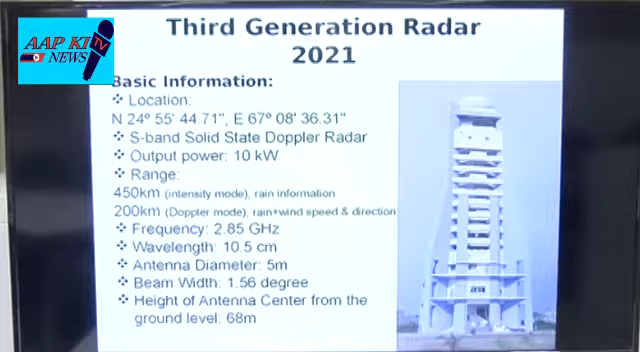 AAP KI
TV
NEWS
Third Generation Radar
2021
Basic Information:
❖ Location:
N 24º 55' 44.71", E 67º 08' 36.31"
❖ S-band Solid State Doppler Radar
❖ Output power: 10 kW
❖ Range:
450km (intensity mode), rain information
200km (Doppler mode), rain+wind speed & direction
❖ Frequency: 2.85 GHz
❖ Wavelength: 10.5 cm
❖ Antenna Diameter: 5m
❖ Beam Width: 1.56 degree
❖ Height of Antenna Center from the
ground level: 68m